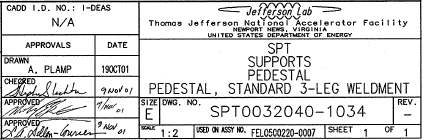 CADD I.D. NO.: I-DEAS
N/A
Jefferson Lab
Thomas Jefferson National Accelerator Facility
NEWPORT NEWS, VIRGINIA
UNITED STATES DEPARTMENT OF ENERGY
APPROVALS DATE
DRAWN
A. PLAMP 19OCT01
CHECKED
9 NOV 01
APPROVED
9/NOV/01
APPROVED
9 NOV 01
SPT
SUPPORTS
PEDESTAL
PEDESTAL, STANDARD 3-LEG WELDMENT
SIZE E DWG. NO. SPT0032040-1034 REV. -
SCALE 1:2 USED ON ASSY NO. FEL0500220-0007 SHEET 1 OF 1